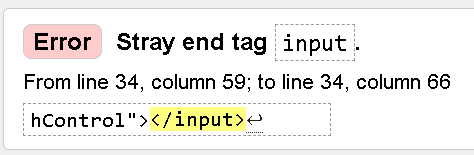 Error Stray end tag input.
From line 34, column 59; to line 34, column 66
hControl"></input>↩